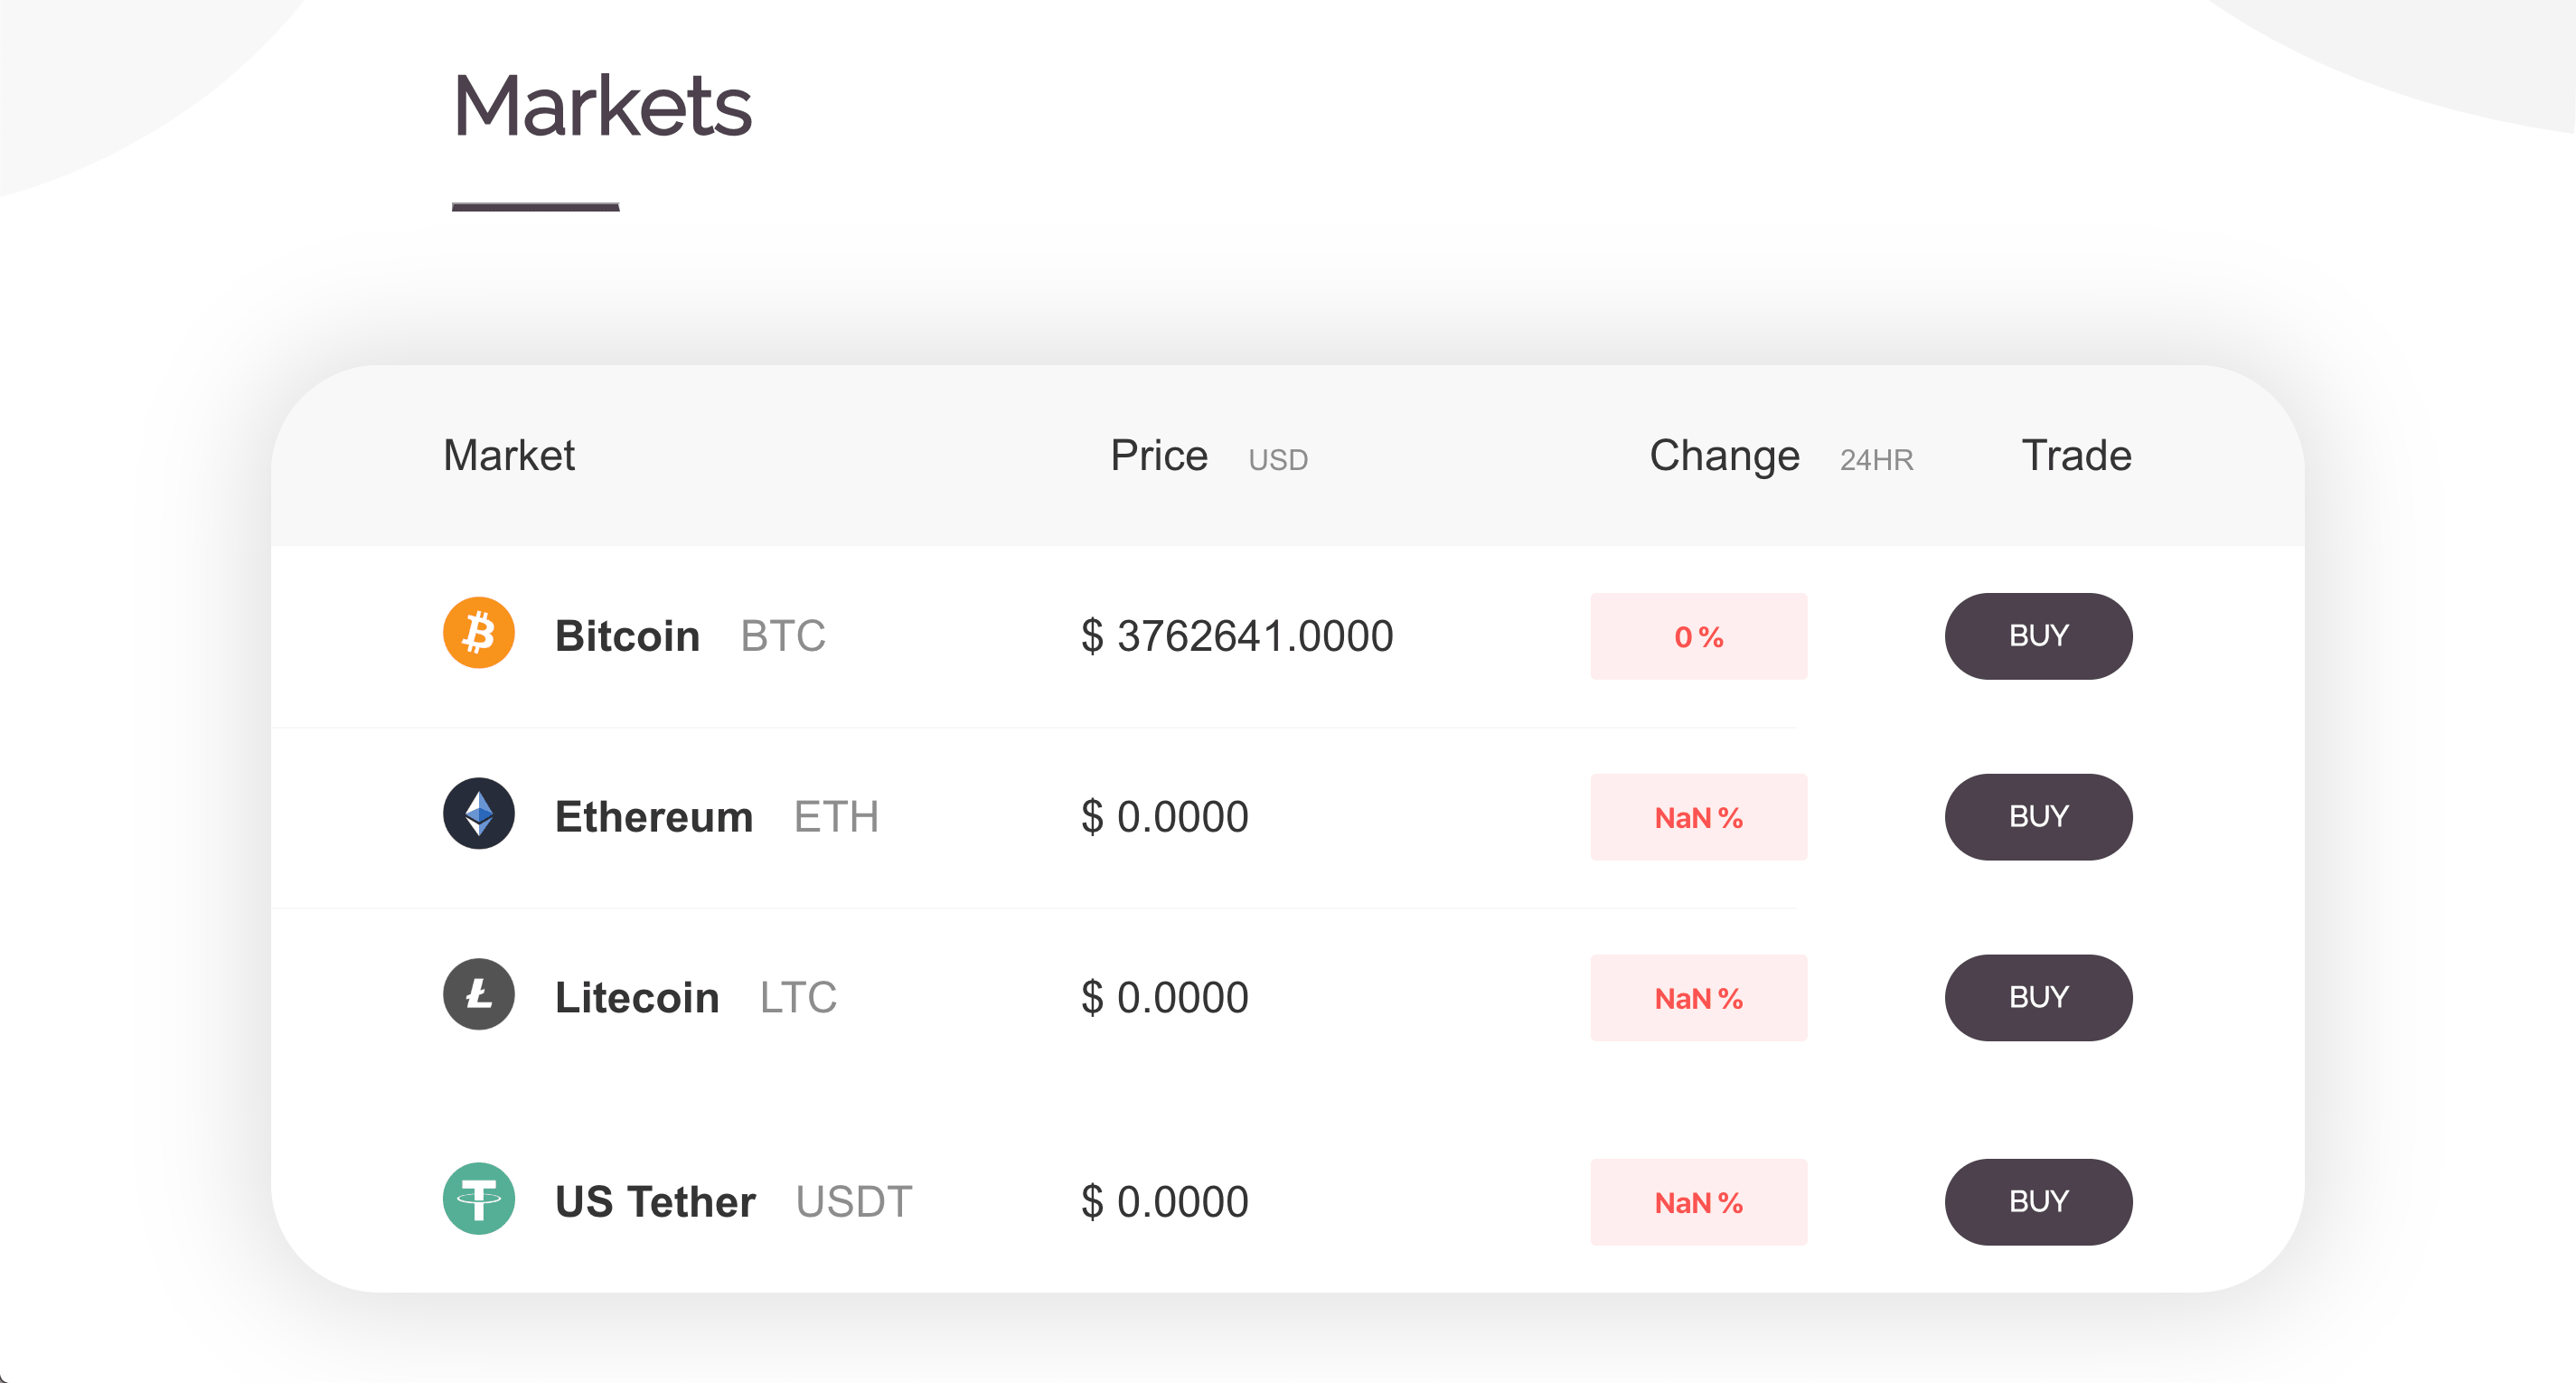 Markets
Market Price USD Change 24HR Trade
Bitcoin BTC $ 3762641.0000 0 % BUY
Ethereum ETH $ 0.0000 NaN % BUY
Litecoin LTC $ 0.0000 NaN % BUY
US Tether USDT $ 0.0000 NaN % BUY